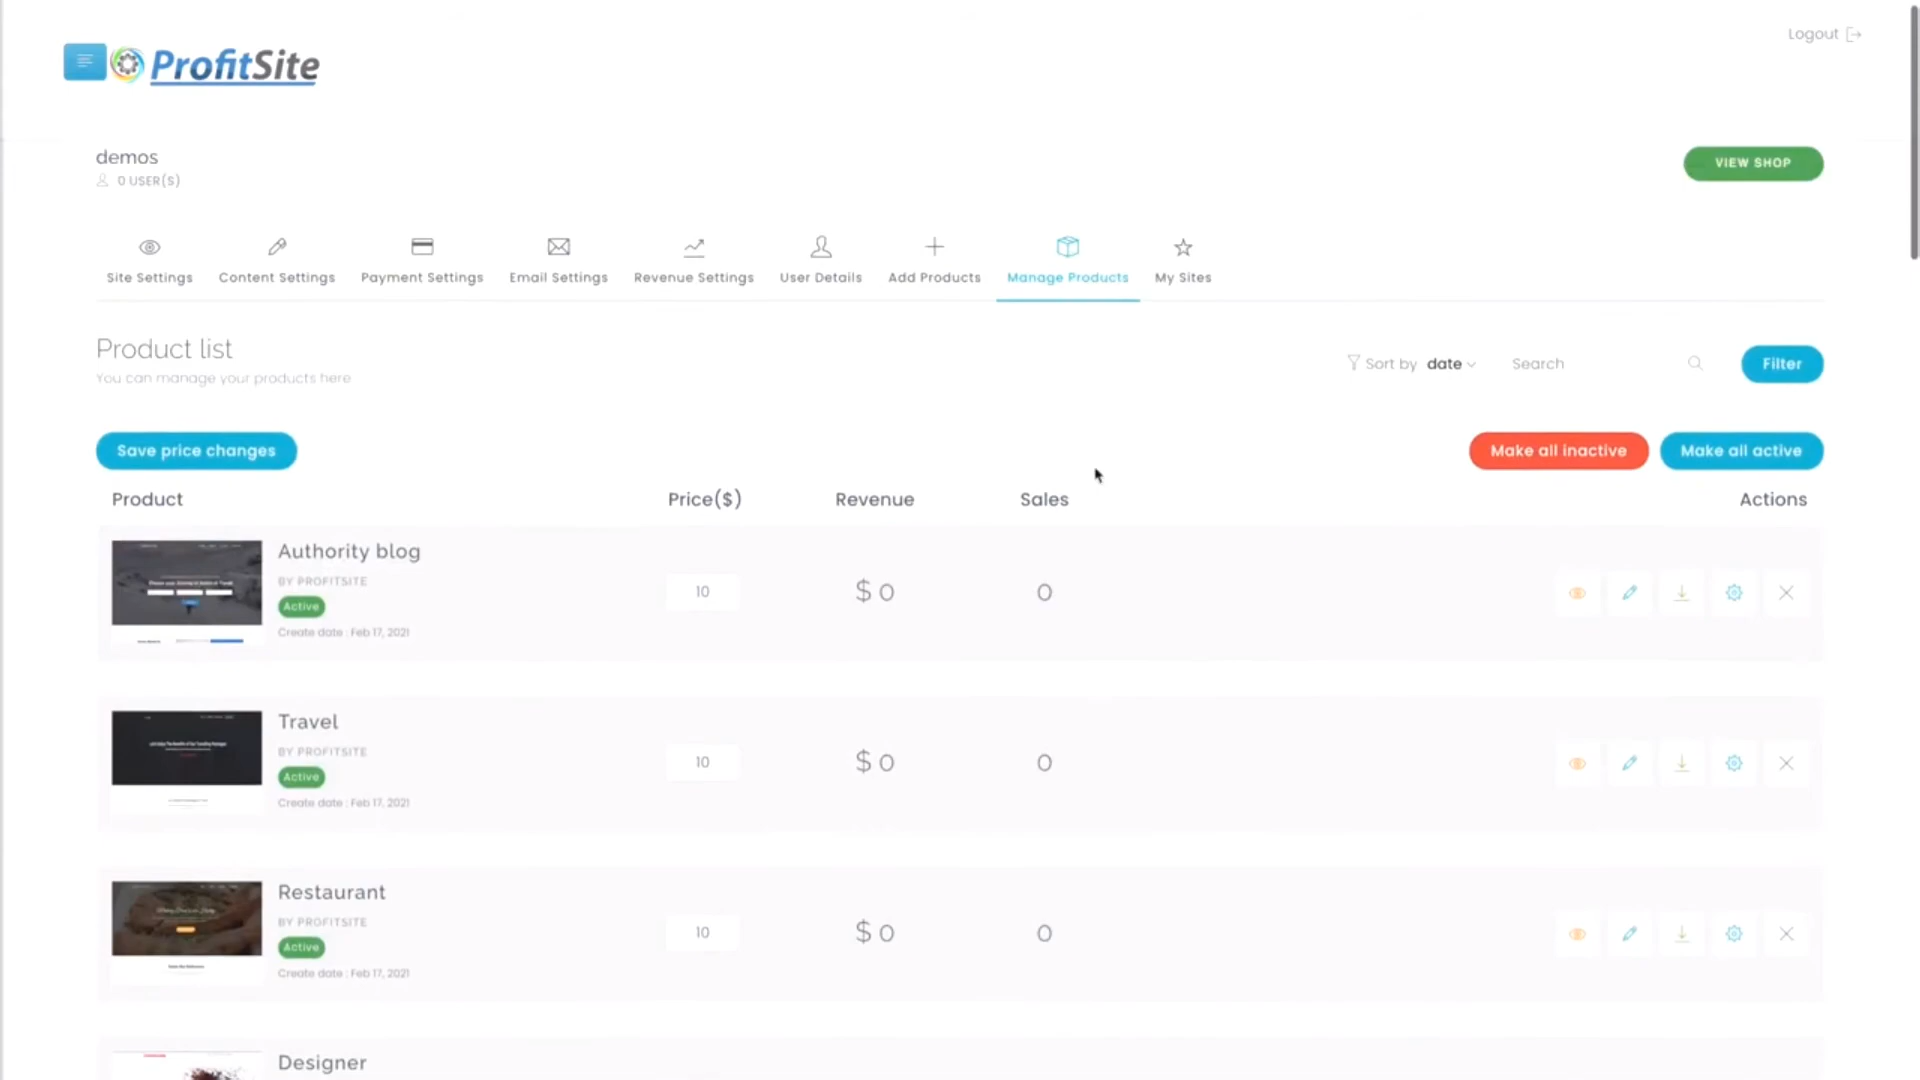 Logout
ProfitSite
demos
0 USER(S)
VIEW SHOP
Site Settings
Content Settings
Payment Settings
Email Settings
Revenue Settings
User Details
Add Products
Manage Products
My Sites
Product list
You can manage your products here
Sort by date
Search
Filter
Save price changes
Make all inactive
Make all active
Product
Price($)
Revenue
Sales
Actions
Authority blog
BY PROFITSITE
Active
Create date : Feb 17, 2021
10
$ 0
0
Travel
BY PROFITSITE
Active
Create date : Feb 17, 2021
10
$ 0
0
Restaurant
BY PROFITSITE
Active
Create date : Feb 17, 2021
10
$ 0
0
Designer